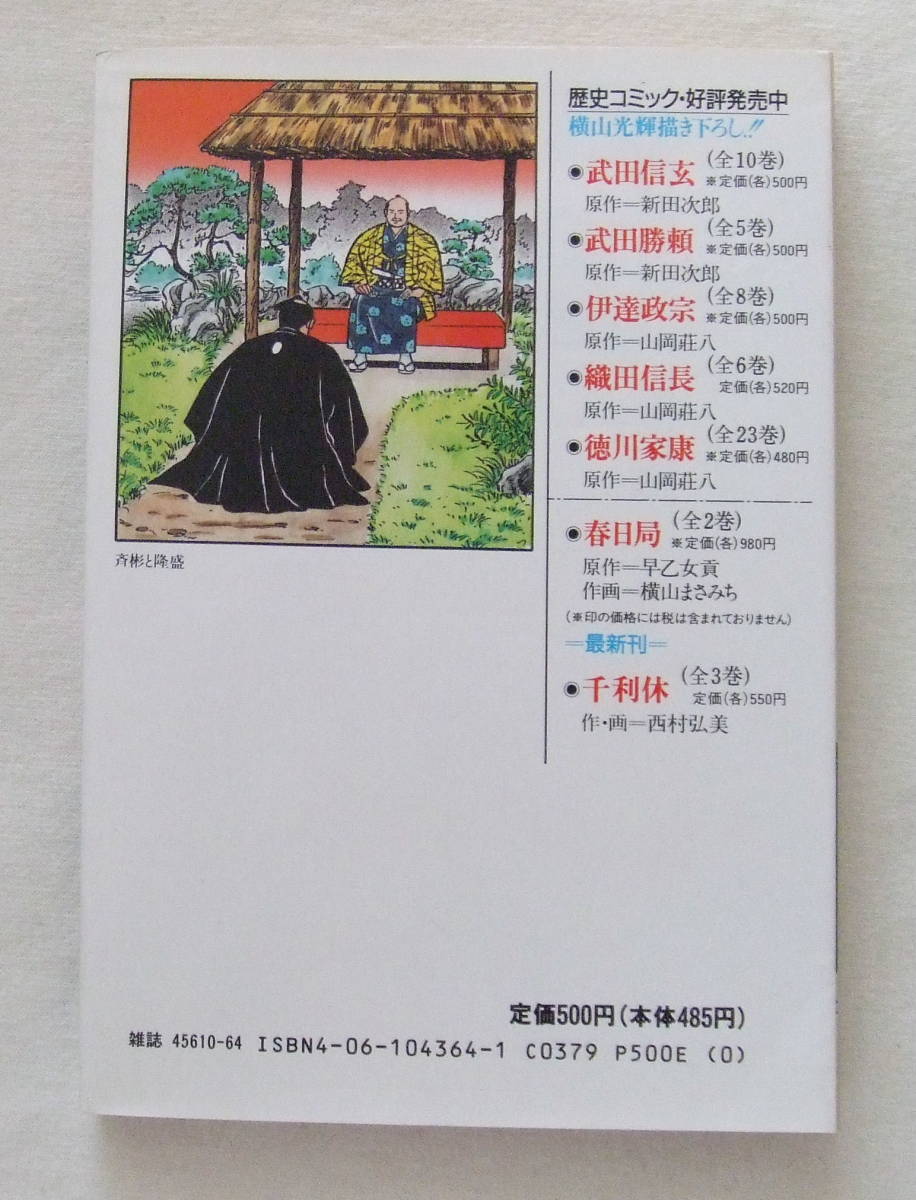 歴史コミック・好評発売中
横山光輝描き下ろし!!
◉武田信玄(全10巻)
※定価(各)500円
原作=新田次郎
◉武田勝頼(全5巻)
※定価(各)500円
原作=新田次郎
◉伊達政宗(全8巻)
※定価(各)500円
原作=山岡荘八
◉織田信長(全6巻)
定価(各)520円
原作=山岡荘八
◉徳川家康(全23巻)
※定価(各)480円
原作=山岡荘八
◉春日局(全2巻)
※定価(各)980円
原作=早乙女貢
作画=横山まさみち
(※印の価格には税は含まれておりません)
=最新刊=
◉千利休(全3巻)
定価(各)550円
作・画=西村弘美
斉彬と隆盛
定価500円(本体485円)
雑誌 45610-64 ISBN4-06-104364-1 C0379 P500E (0)